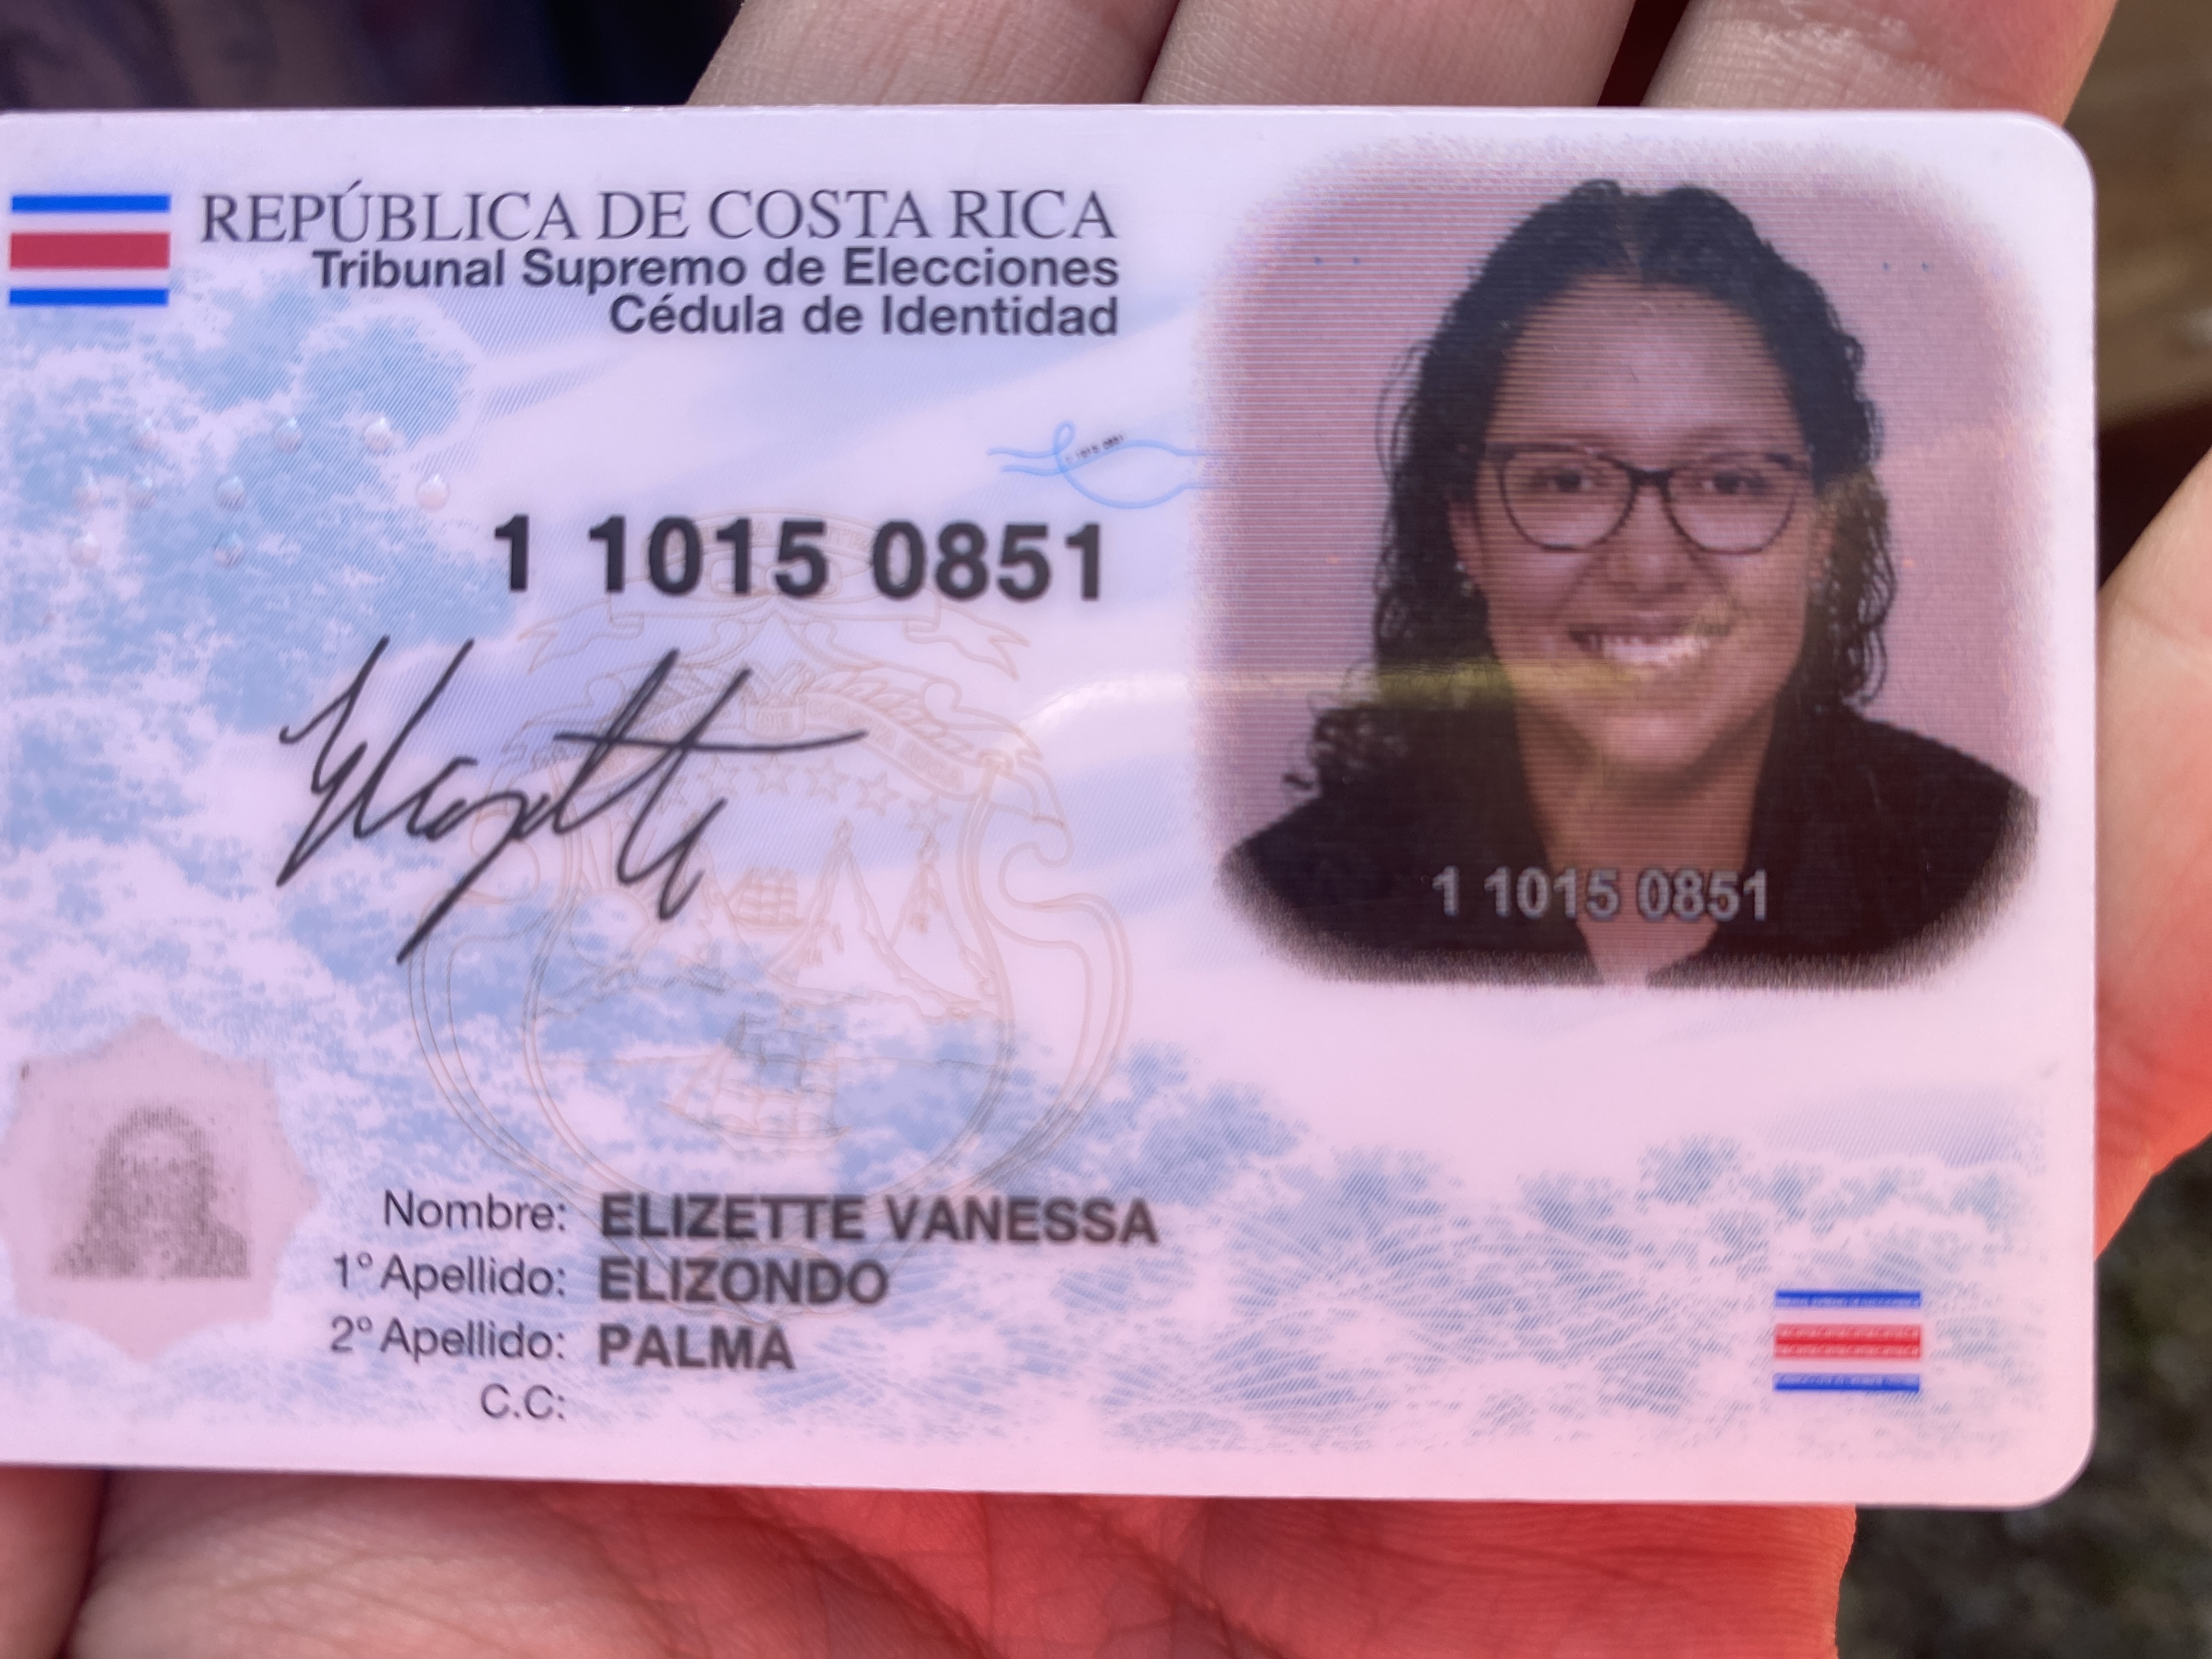 REPÚBLICA DE COSTA RICA
Tribunal Supremo de Elecciones
Cédula de Identidad
1 1015 0851
1 1015 0851
Nombre: ELIZETTE VANESSA
1° Apellido: ELIZONDO
2° Apellido: PALMA
C.C: